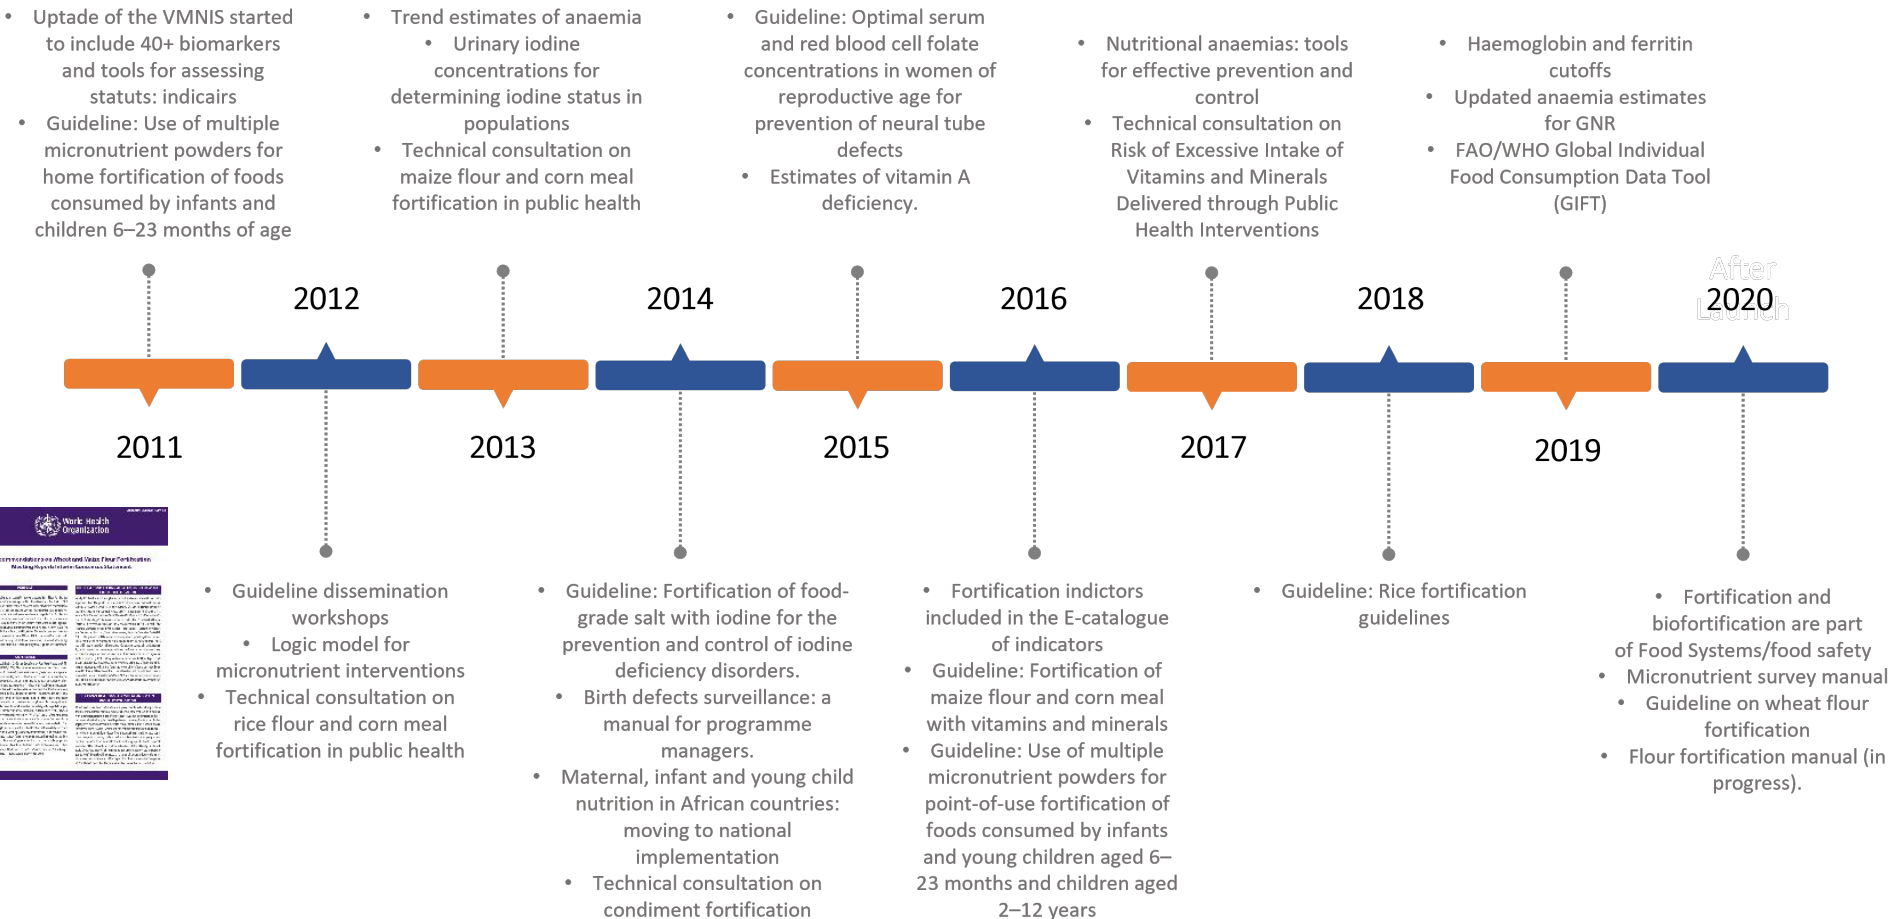 • Uptade of the VMNIS started
to include 40+ biomarkers
and tools for assessing
statuts: indicairs
• Guideline: Use of multiple
micronutrient powders for
home fortification of foods
consumed by infants and
children 6–23 months of age
• Trend estimates of anaemia
• Urinary iodine
concentrations for
determining iodine status in
populations
• Technical consultation on
maize flour and corn meal
fortification in public health
• Guideline: Optimal serum
and red blood cell folate
concentrations in women of
reproductive age for
prevention of neural tube
defects
• Estimates of vitamin A
deficiency.
• Nutritional anaemias: tools
for effective prevention and
control
• Technical consultation on
Risk of Excessive Intake of
Vitamins and Minerals
Delivered through Public
Health Interventions
• Haemoglobin and ferritin
cutoffs
• Updated anaemia estimates
for GNR
• FAO/WHO Global Individual
Food Consumption Data Tool
(GIFT)
After
Launch
2012
2014
2016
2018
2020
2011
2013
2015
2017
2019
World Health
Organization
• Guideline dissemination
workshops
• Logic model for
micronutrient interventions
• Technical consultation on
rice flour and corn meal
fortification in public health
• Guideline: Fortification of food-
grade salt with iodine for the
prevention and control of iodine
deficiency disorders.
• Birth defects surveillance: a
manual for programme
managers.
• Maternal, infant and young child
nutrition in African countries:
moving to national
implementation
• Technical consultation on
condiment fortification
• Fortification indictors
included in the E-catalogue
of indicators
• Guideline: Fortification of
maize flour and corn meal
with vitamins and minerals
• Guideline: Use of multiple
micronutrient powders for
point-of-use fortification of
foods consumed by infants
and young children aged 6–
23 months and children aged
2–12 years
• Guideline: Rice fortification
guidelines
• Fortification and
biofortification are part
of Food Systems/food safety
• Micronutrient survey manual
• Guideline on wheat flour
fortification
• Flour fortification manual (in
progress).